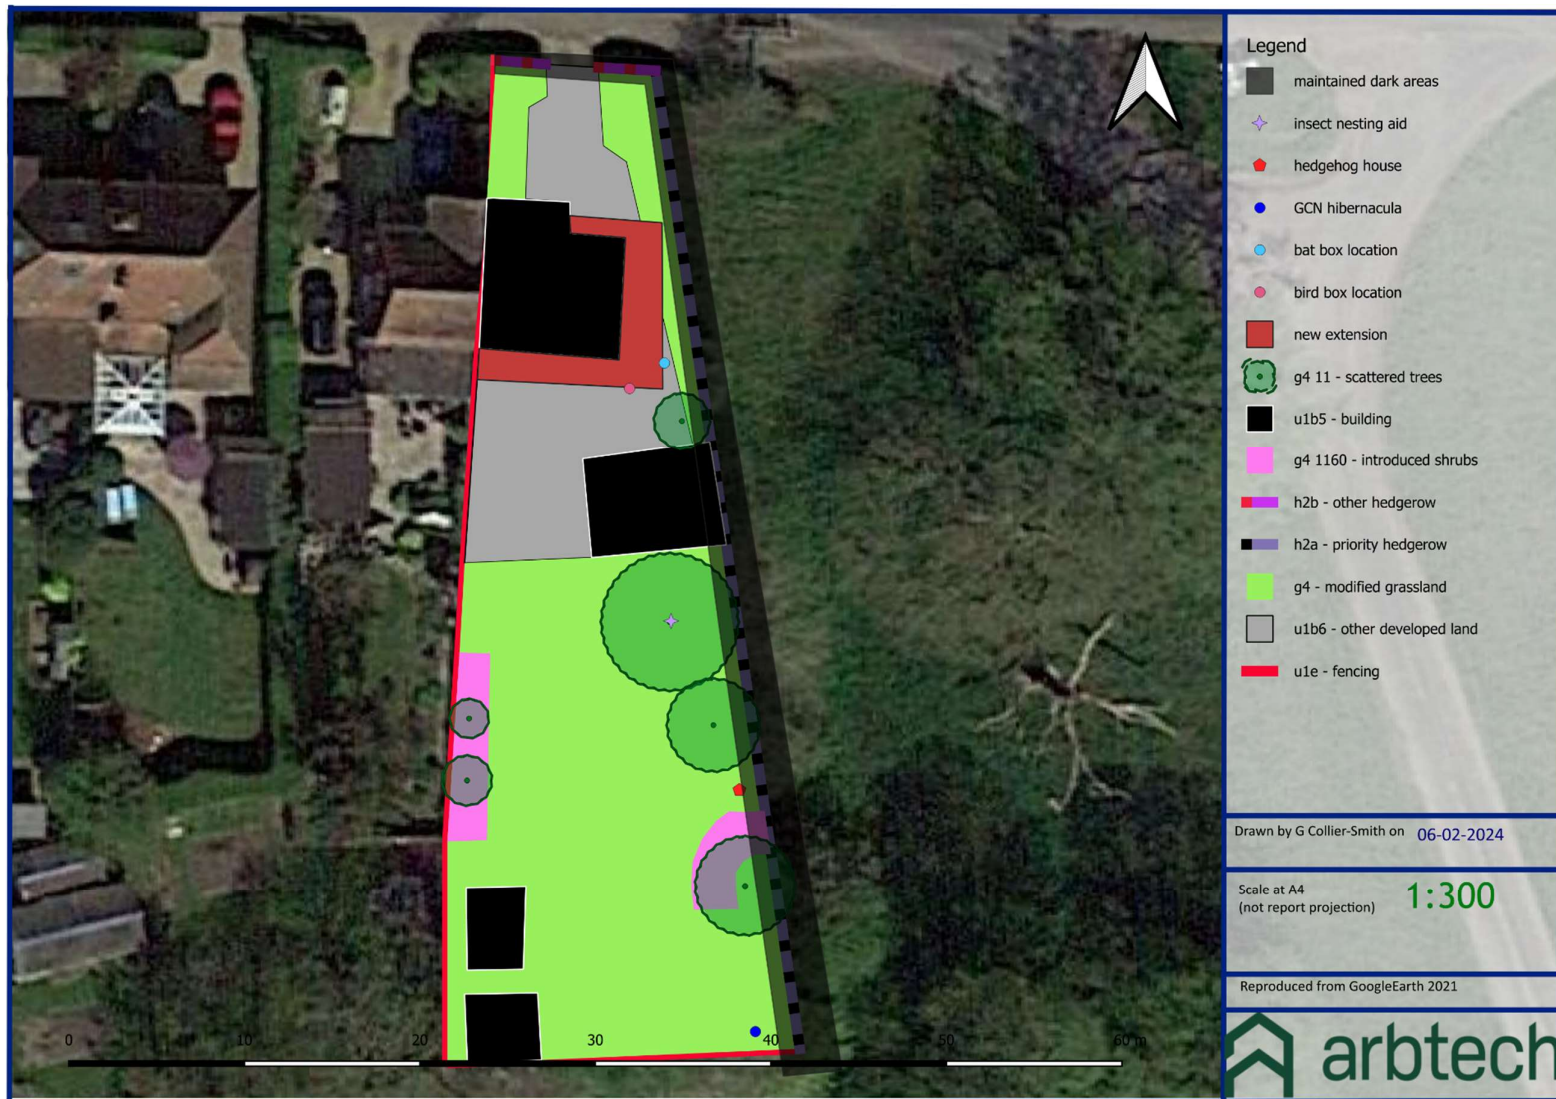 Legend
maintained dark areas
insect nesting aid
hedgehog house
GCN hibernacula
bat box location
bird box location
new extension
g4 11 - scattered trees
u1b5 - building
g4 1160 - introduced shrubs
h2b - other hedgerow
h2a - priority hedgerow
g4 - modified grassland
u1b6 - other developed land
u1e - fencing
Drawn by G Collier-Smith on 06-02-2024
Scale at A4
(not report projection) 1:300
Reproduced from GoogleEarth 2021
arbtech
0 10 20 30 40 50 60 m